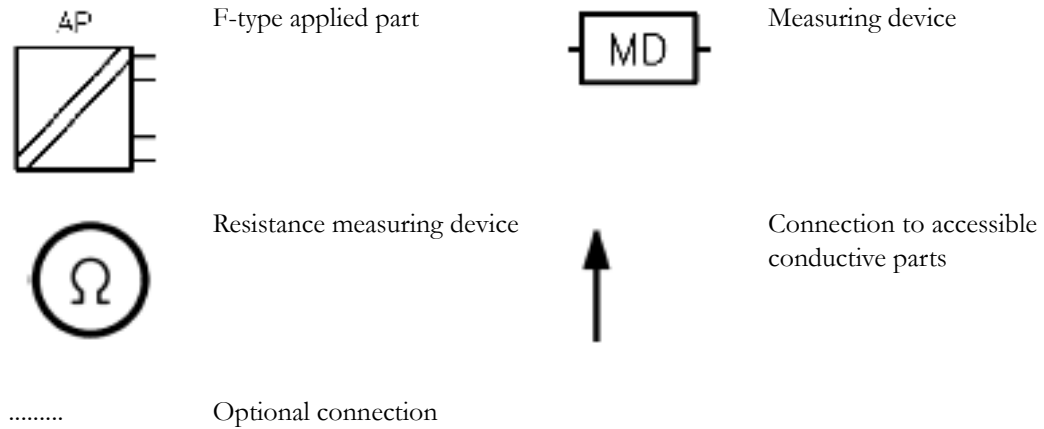 AP
F-type applied part
MD
Measuring device
Ω
Resistance measuring device
Connection to accessible
conductive parts
.........
Optional connection